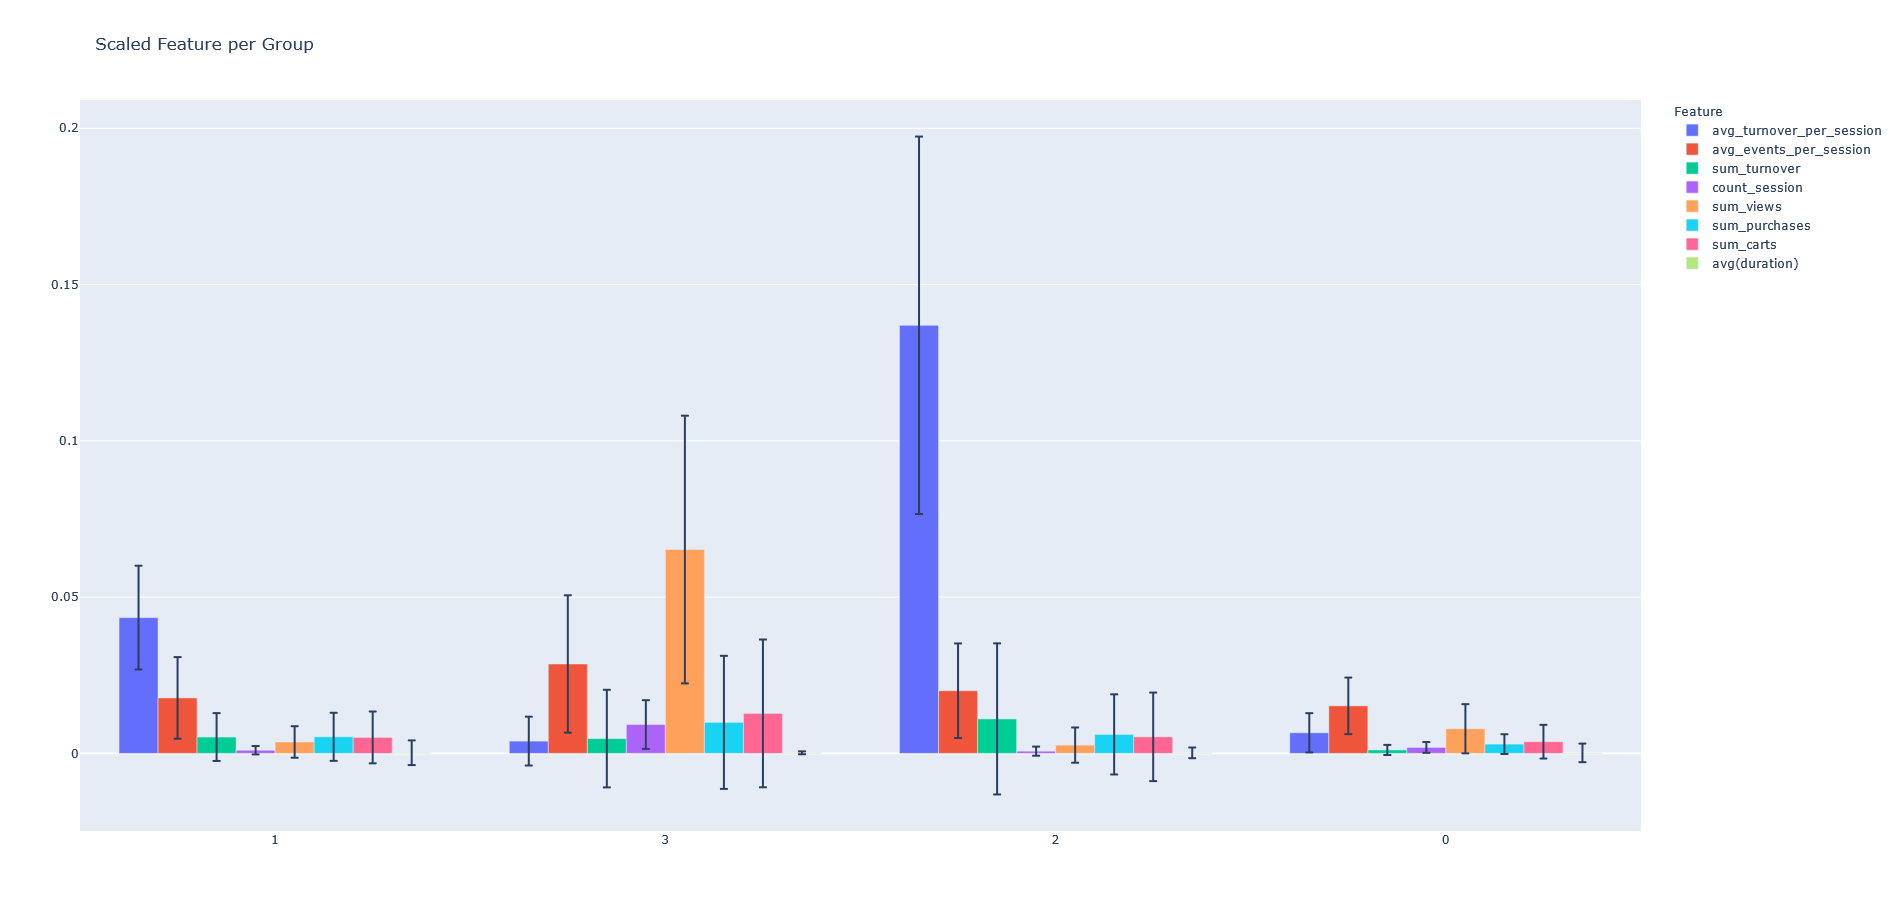 Scaled Feature per Group
0.2
0.15
0.1
0.05
0
1 3 2 0
Feature
avg_turnover_per_session
avg_events_per_session
sum_turnover
count_session
sum_views
sum_purchases
sum_carts
avg(duration)